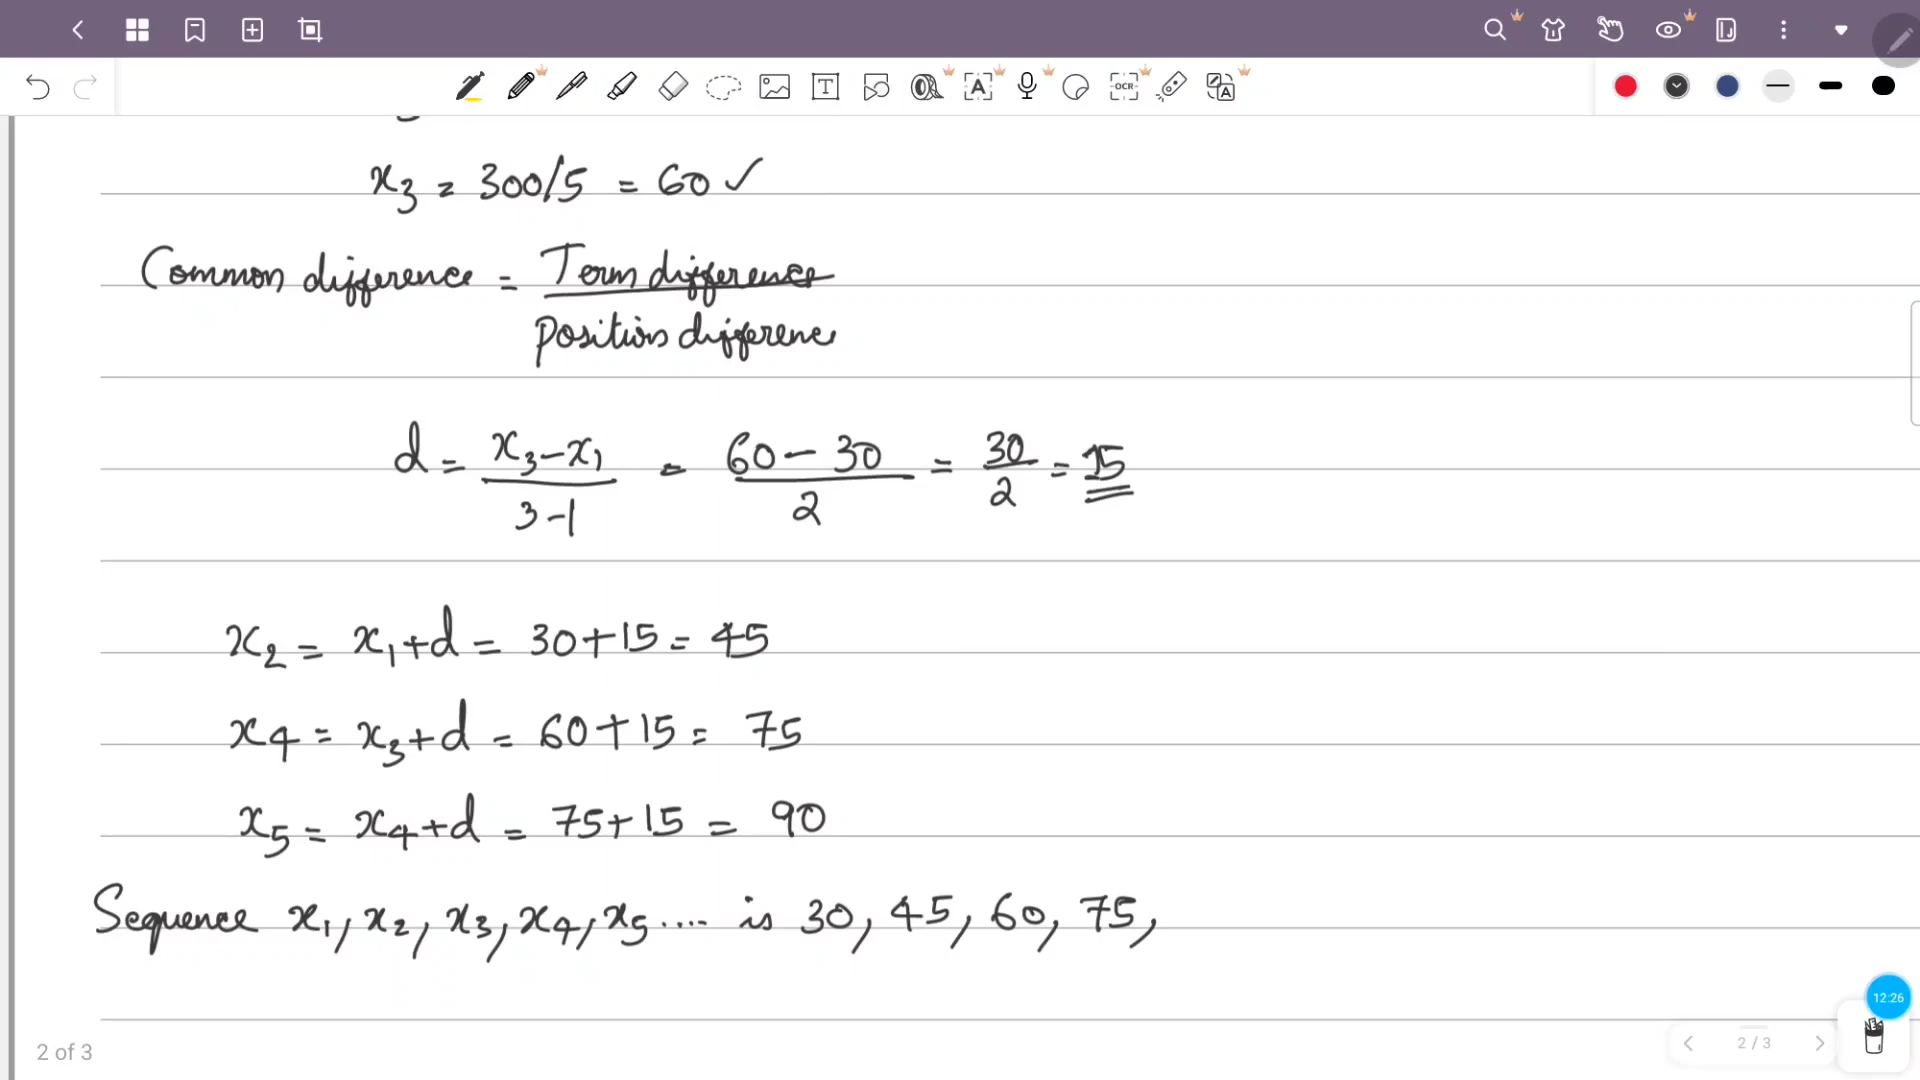 x₃ = 300/5 = 60 ✓
Common difference = Term difference
Position difference
d = x₃-x₁ / 3-1 = 60-30 / 2 = 30/2 = 15
x₂ = x₁+d = 30+15 = 45
x₄ = x₃+d = 60+15 = 75
x₅ = x₄+d = 75+15 = 90
Sequence x₁, x₂, x₃, x₄, x₅.... is 30, 45, 60, 75,
12:26
2 of 3
2 / 3